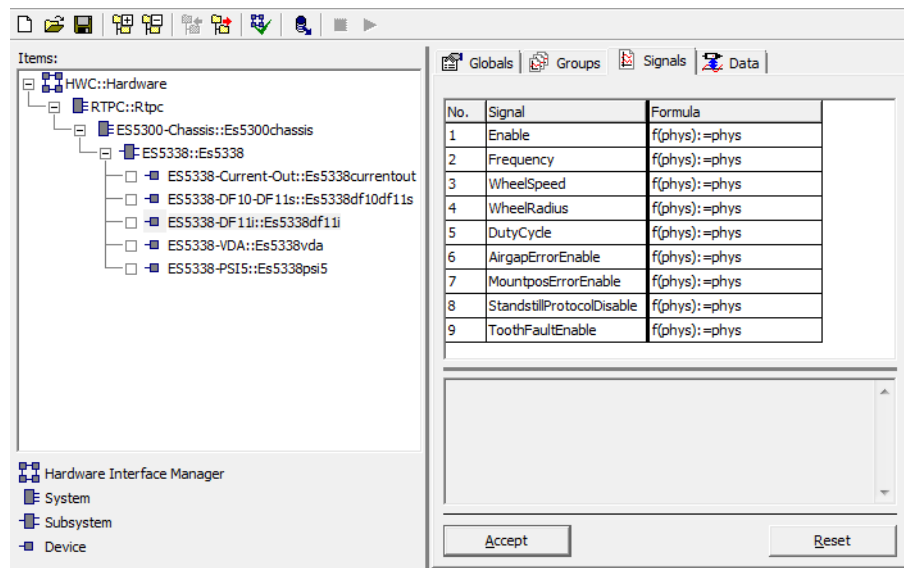 Items:
HWC::Hardware
RTPC::Rtpc
ES5300-Chassis::Es5300chassis
ES5338::Es5338
ES5338-Current-Out::Es5338currentout
ES5338-DF10-DF11s::Es5338df10df11s
ES5338-DF11i::Es5338df11i
ES5338-VDA::Es5338vda
ES5338-PSI5::Es5338psi5
Hardware Interface Manager
System
Subsystem
Device
Globals Groups Signals Data
No. Signal Formula
1 Enable f(phys):=phys
2 Frequency f(phys):=phys
3 WheelSpeed f(phys):=phys
4 WheelRadius f(phys):=phys
5 DutyCycle f(phys):=phys
6 AirgapErrorEnable f(phys):=phys
7 MountposErrorEnable f(phys):=phys
8 StandstillProtocolDisable f(phys):=phys
9 ToothFaultEnable f(phys):=phys
Accept Reset